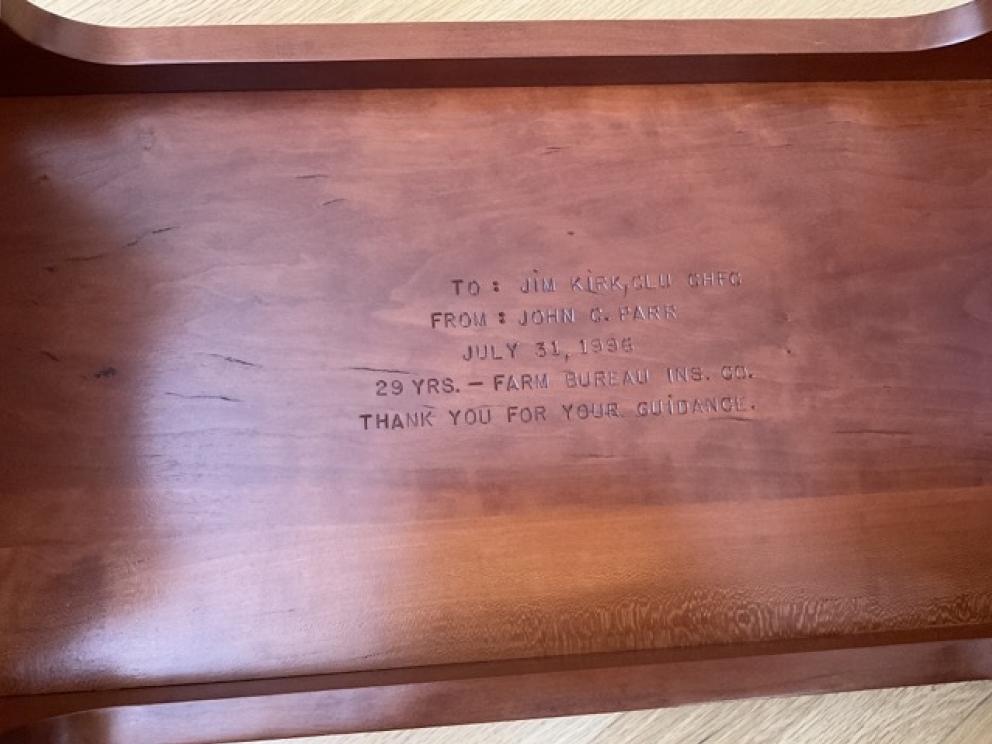 TO: JiM KiRK, CLU CHFC
FROM: JOHN C. PARR
JULY 31, 1996
29 YRS. – FARM BUREAU INS. CO.
THANK YOU FOR YOUR GUiDANCE.